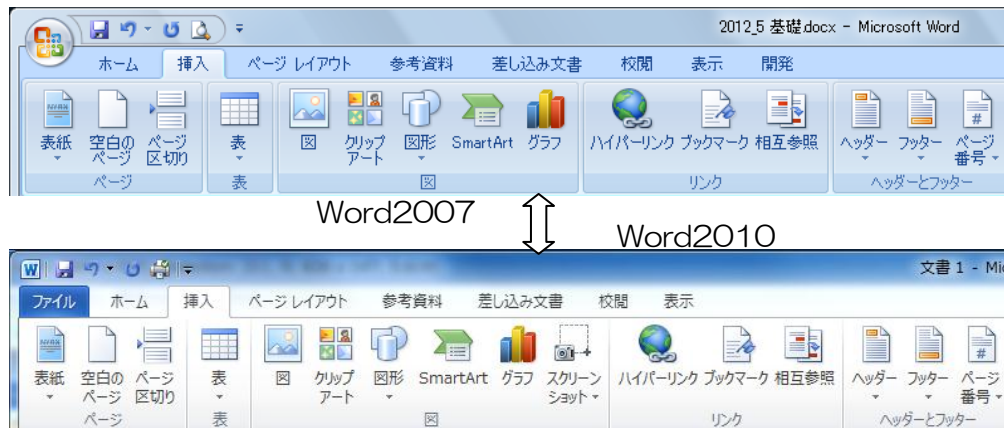 2012_5 基礎.docx - Microsoft Word
ホーム 挿入 ページ レイアウト 参考資料 差し込み文書 校閲 表示 開発
表紙 空白の ページ 表 図 クリップ 図形 SmartArt グラフ ハイパーリンク ブックマーク 相互参照 ヘッダー フッター ページ
ページ 区切り アート 番号
ページ 表 図 リンク ヘッダーとフッター
Word2007
Word2010
文書 1 - Mi
ファイル ホーム 挿入 ページ レイアウト 参考資料 差し込み文書 校閲 表示
表紙 空白の ページ 表 図 クリップ 図形 SmartArt グラフ スクリーン ハイパーリンク ブックマーク 相互参照 ヘッダー フッター ページ
ページ 区切り アート ショット 番号
ページ 表 図 リンク ヘッダーとフッター